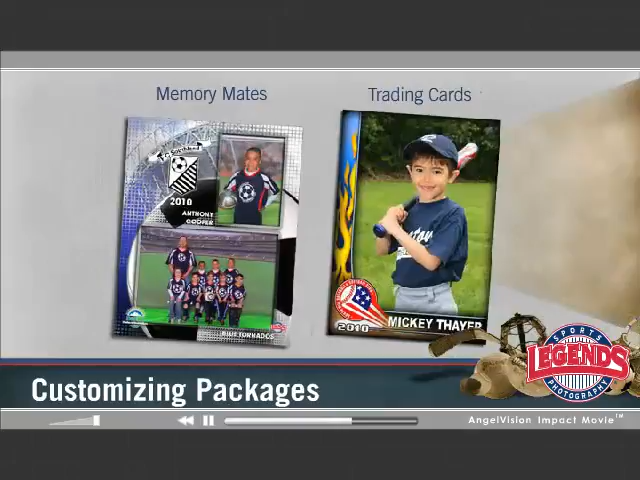 Memory Mates
Trading Cards
2010
ANTHONY
COOPER
BLUE TORNADOS
2010
MICKEY THAYER
SPORTS
LEGENDS
PHOTOGRAPHY
Customizing Packages
AngelVision Impact Movie™